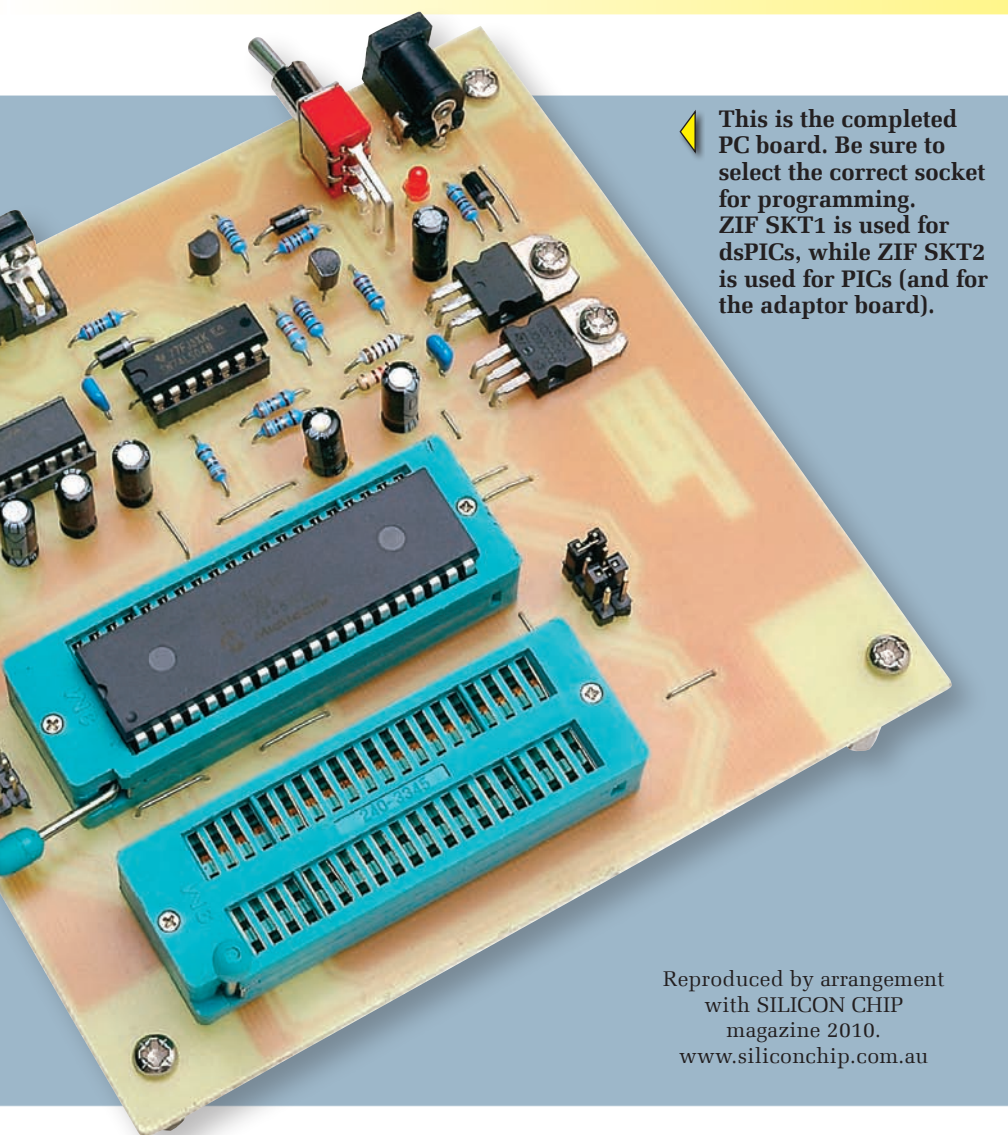 This is the completed
PC board. Be sure to
select the correct socket
for programming.
ZIF SKT1 is used for
dsPICs, while ZIF SKT2
is used for PICs (and for
the adaptor board).
240-3345
3M
3M
Reproduced by arrangement
with SILICON CHIP
magazine 2010.
www.siliconchip.com.au